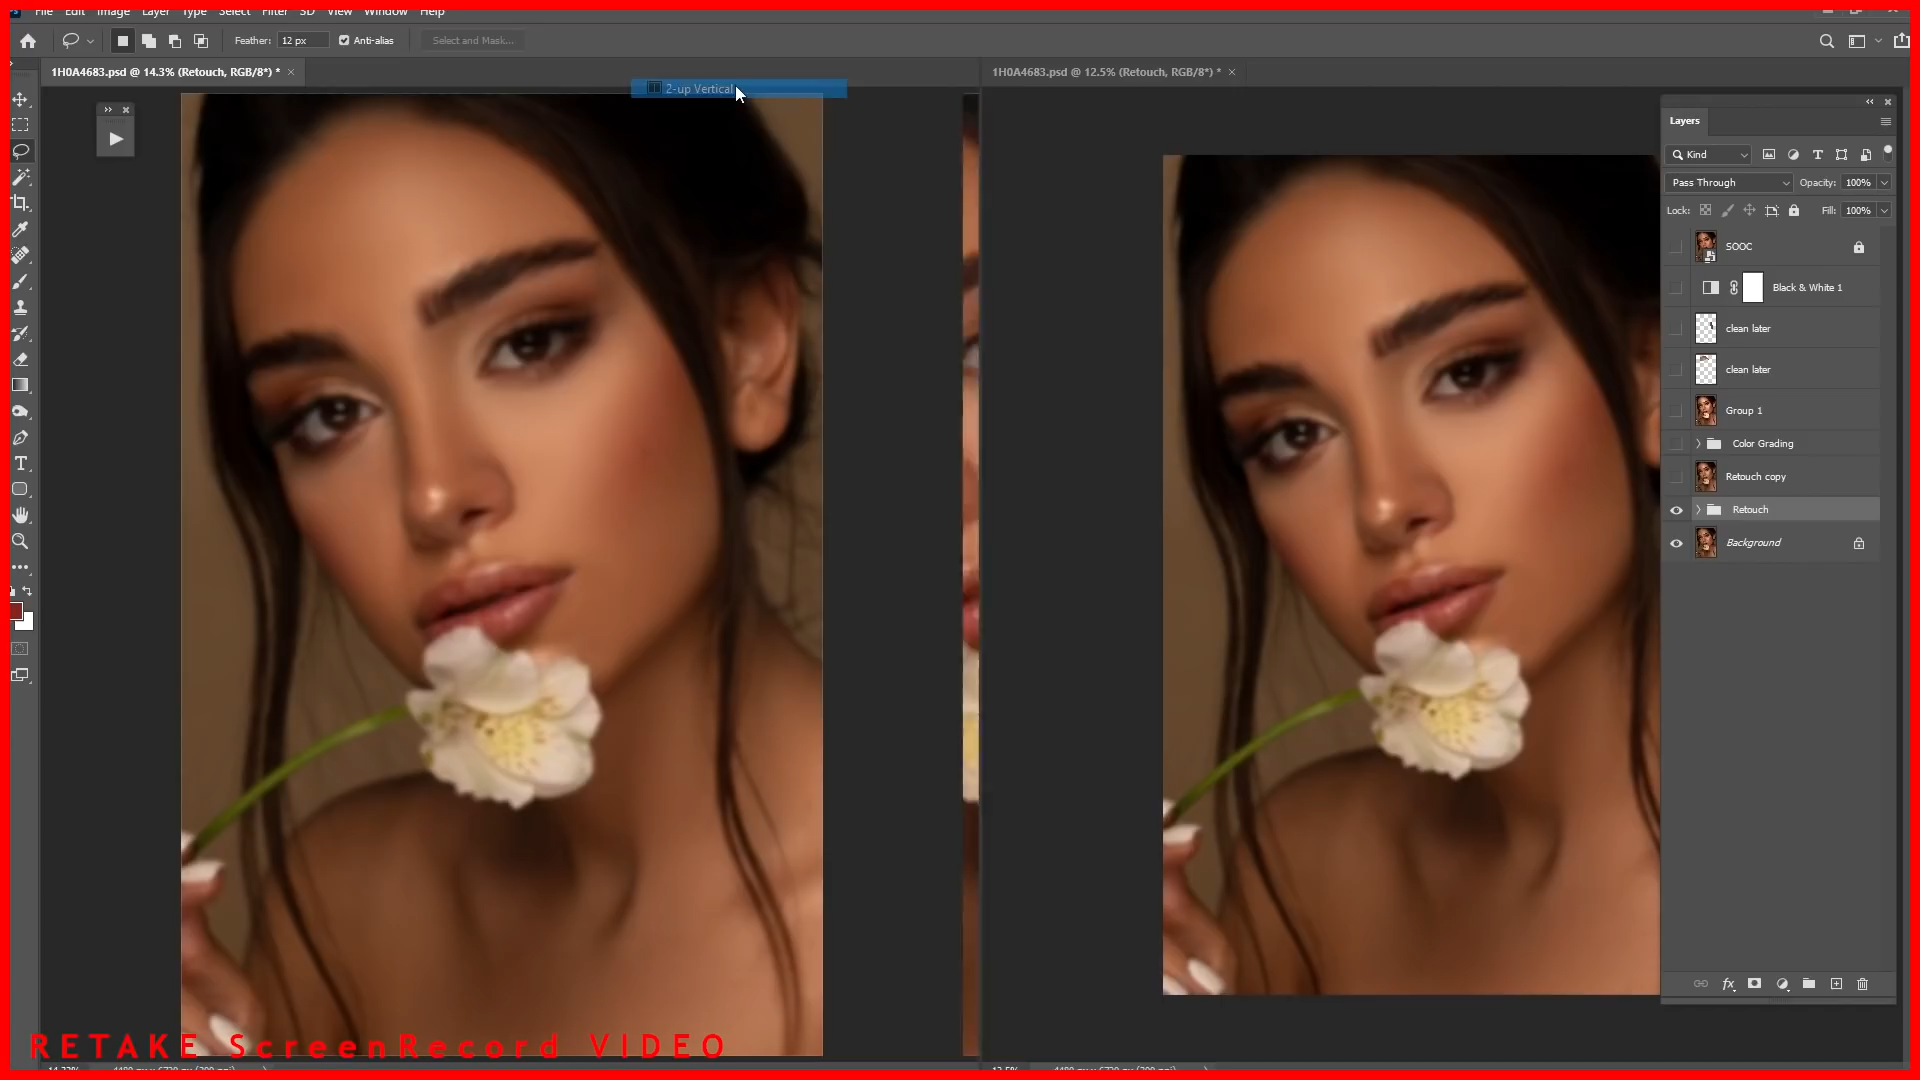 File Edit Image Layer Type Select Filter 3D View Window Help
Feather: 12 px Anti-alias Select and Mask...
1H0A4683.psd @ 14.3% (Retouch, RGB/8*) * ×
1H0A4683.psd @ 12.5% (Retouch, RGB/8*) * ×
2-up Vertical
Layers
Kind
Pass Through Opacity: 100%
Lock: Fill: 100%
SOOC
Black & White 1
clean later
clean later
Group 1
Color Grading
Retouch copy
Retouch
Background
fx
RETAKE ScreenRecord VIDEO